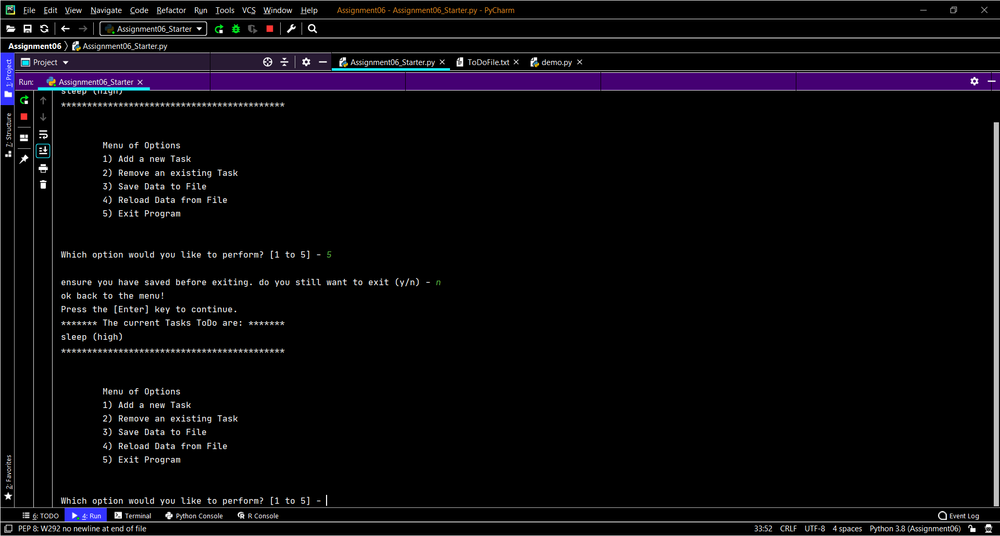 File Edit View Navigate Code Refactor Run Tools VCS Window Help Assignment06 - Assignment06_Starter.py - PyCharm
Assignment06_Starter
Assignment06 Assignment06_Starter.py
Project Assignment06_Starter.py ToDoFile.txt demo.py
Run: Assignment06_Starter
1: Project
7: Structure
2: Favorites
sleep (high)
*******************************************
Menu of Options
1) Add a new Task
2) Remove an existing Task
3) Save Data to File
4) Reload Data from File
5) Exit Program
Which option would you like to perform? [1 to 5] - 5
ensure you have saved before exiting. do you still want to exit (y/n) - n
ok back to the menu!
Press the [Enter] key to continue.
******* The current Tasks ToDo are: *******
sleep (high)
*******************************************
Menu of Options
1) Add a new Task
2) Remove an existing Task
3) Save Data to File
4) Reload Data from File
5) Exit Program
Which option would you like to perform? [1 to 5] -
6: TODO 4: Run Terminal Python Console R Console Event Log
PEP 8: W292 no newline at end of file 33:52 CRLF UTF-8 4 spaces Python 3.8 (Assignment06)